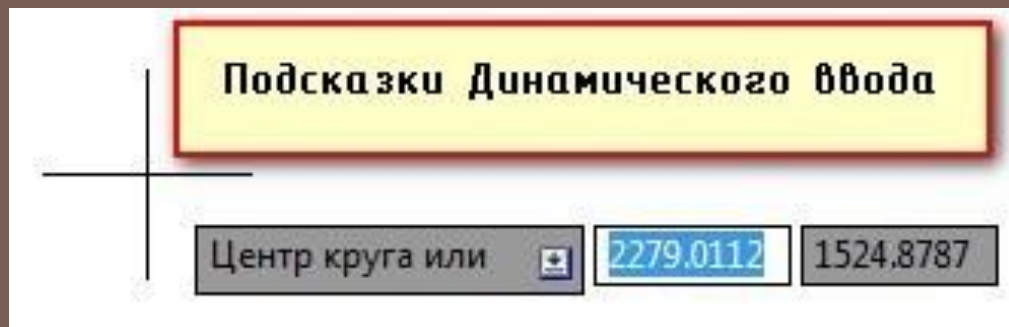 Подсказки Динамического ввода
Центр круга или 2279.0112 1524.8787